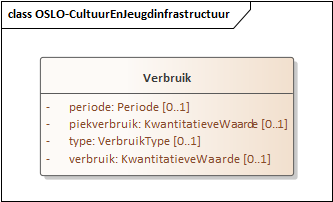 class OSLO-CultuurEnJeugdinfrastructuur
Verbruik
- periode: Periode [0..1]
- piekverbruik: KwantitatieveWaarde [0..1]
- type: VerbruikType [0..1]
- verbruik: KwantitatieveWaarde [0..1]